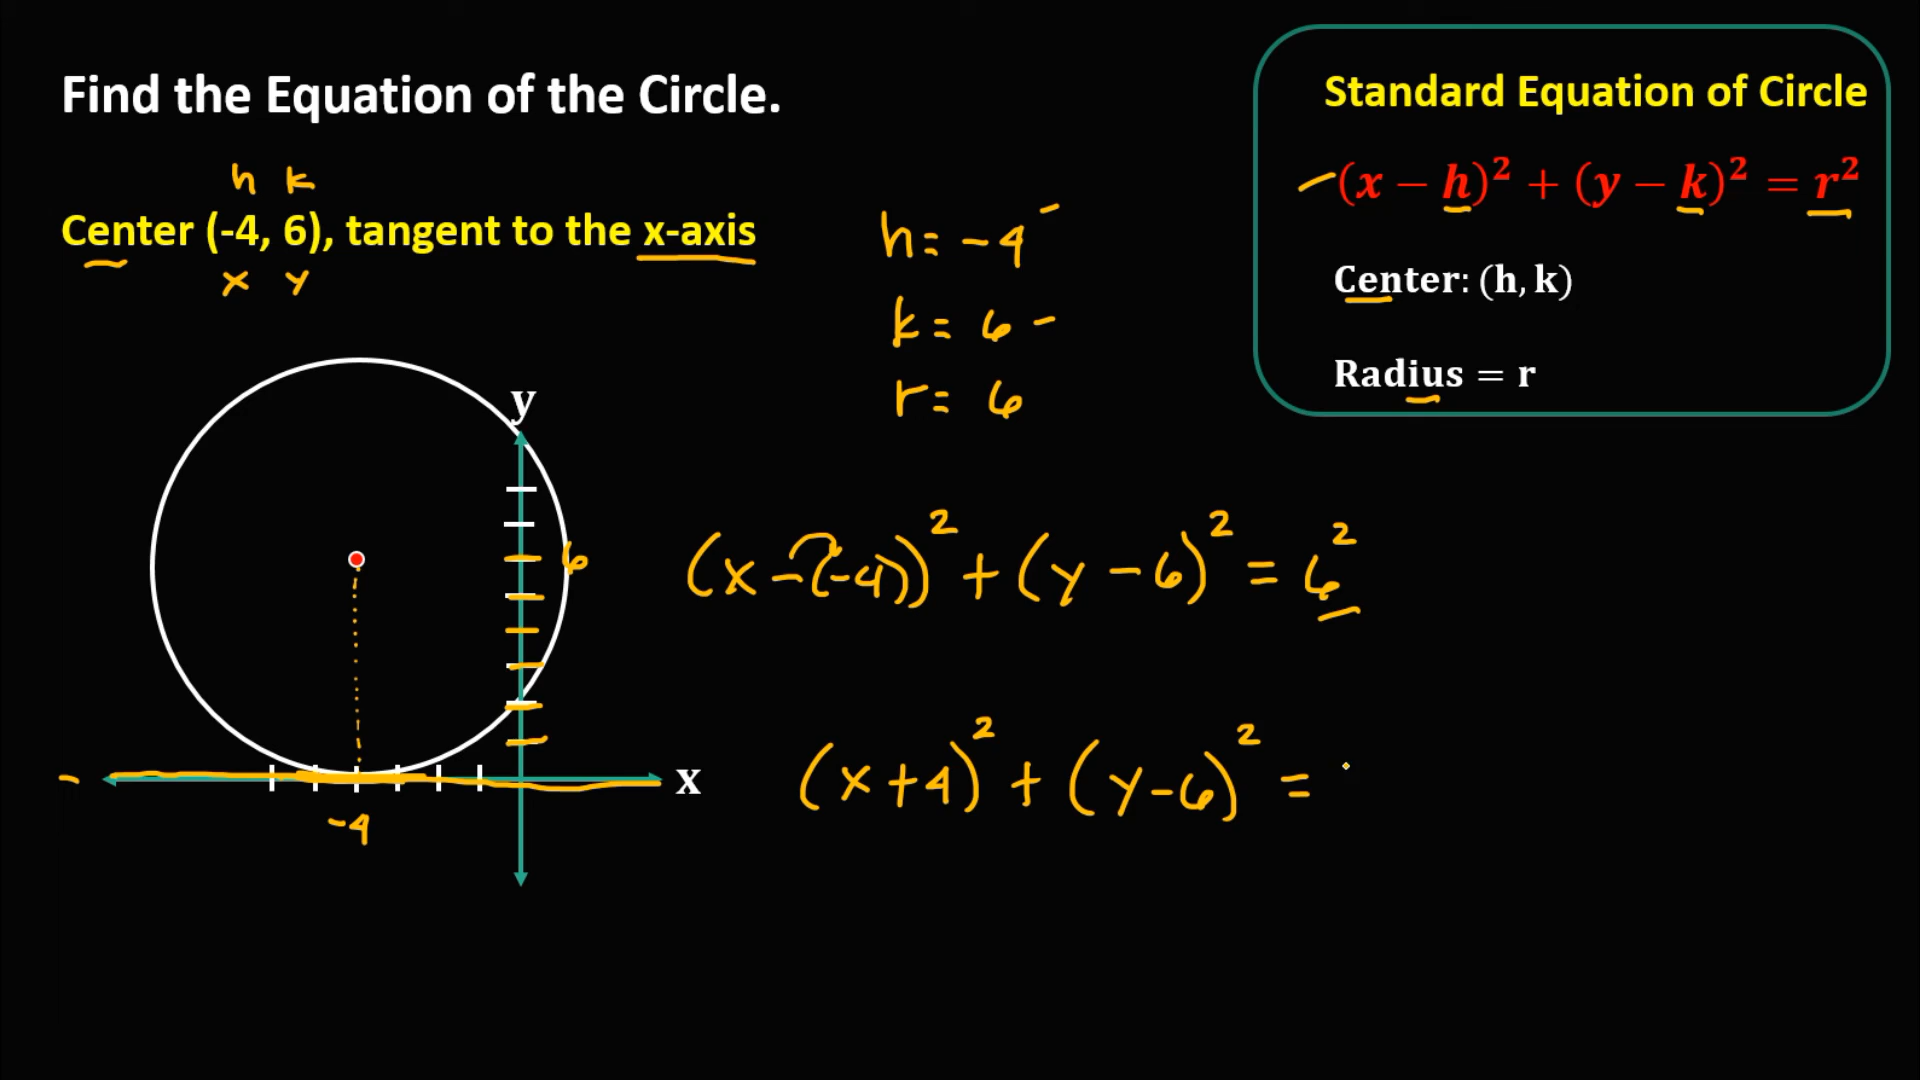 Find the Equation of the Circle.
h k
Center (-4, 6), tangent to the x-axis
x y
h = -4
k = 6
r = 6
Standard Equation of Circle
(x − h)² + (y − k)² = r²
Center: (h, k)
Radius = r
y
6
x
-4
(x - (-4))² + (y - 6)² = 6²
(x + 4)² + (y - 6)² =